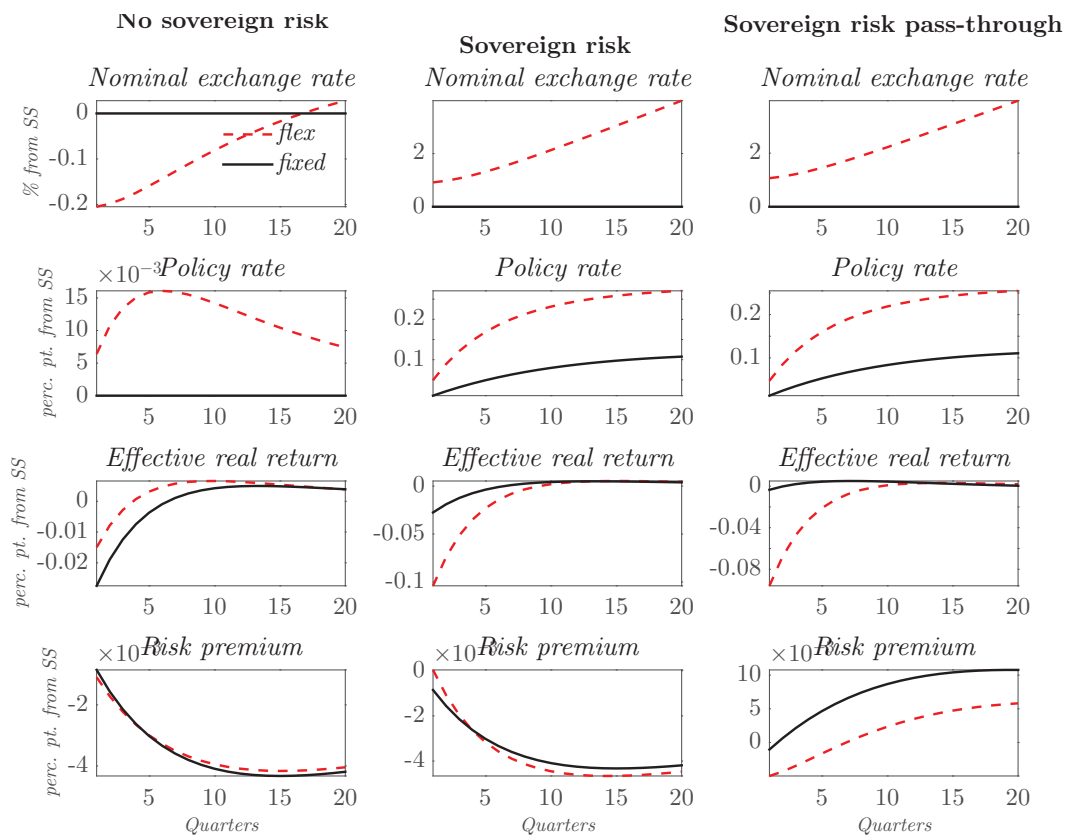 No sovereign risk
Sovereign risk
Sovereign risk pass-through
Nominal exchange rate
Nominal exchange rate
Nominal exchange rate
% from SS
0
-0.1
-0.2
flex
fixed
5 10 15 20
2
0
5 10 15 20
2
0
5 10 15 20
×10⁻³
Policy rate
Policy rate
Policy rate
perc. pt. from SS
15
10
5
0
5 10 15 20
0.2
0.1
5 10 15 20
0.2
0.1
5 10 15 20
Effective real return
Effective real return
Effective real return
perc. pt. from SS
0
-0.01
-0.02
5 10 15 20
0
-0.05
-0.1
5 10 15 20
0
-0.04
-0.08
5 10 15 20
×10
Risk premium
×10
Risk premium
×10
Risk premium
perc. pt. from SS
-2
-4
5 10 15 20
Quarters
0
-2
-4
5 10 15 20
Quarters
10
5
0
5 10 15 20
Quarters